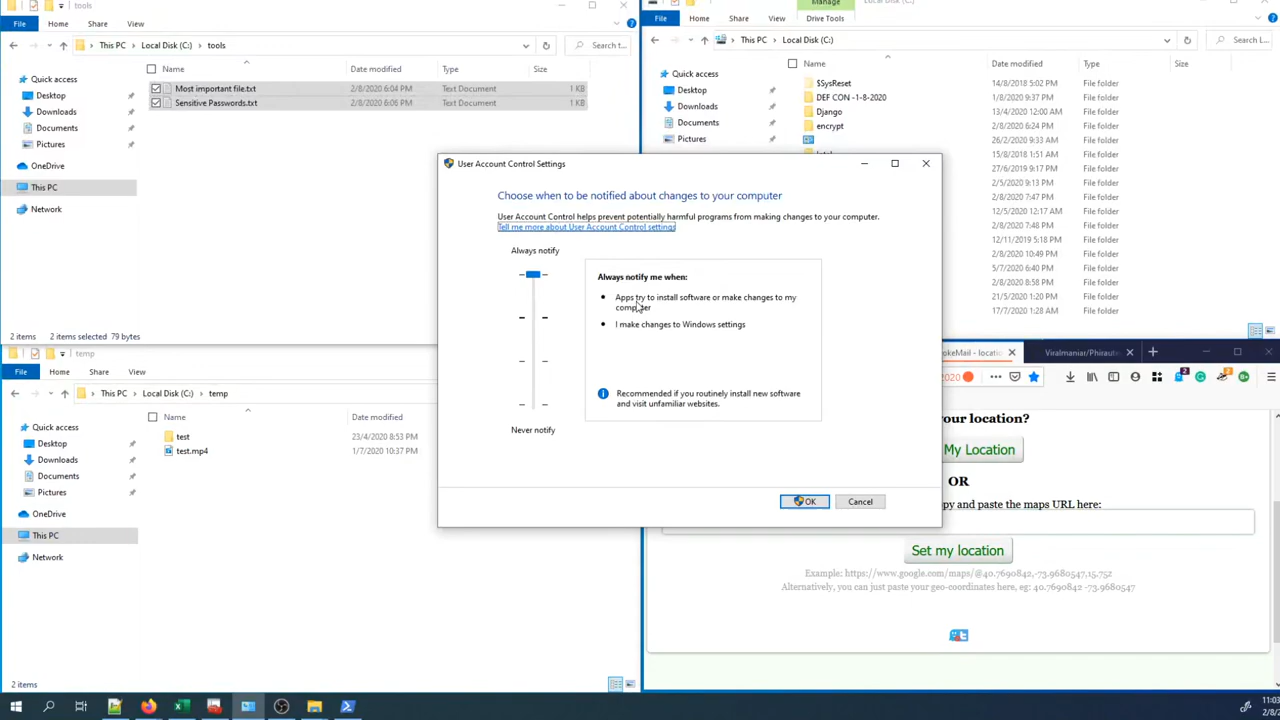 tools
File Home Share View
This PC Local Disk (C:) tools
Search t...
Name Date modified Type Size
Quick access
Desktop
Downloads
Documents
Pictures
OneDrive
This PC
Network
Most important file.txt 2/8/2020 6:04 PM Text Document 1 KB
Sensitive Passwords.txt 2/8/2020 6:06 PM Text Document 1 KB
2 items 2 items selected 79 bytes
Manage
Local Disk (C:)
File Home Share View Drive Tools
This PC Local Disk (C:)
Search L...
Name Date modified Type Size
Quick access
Desktop
Downloads
Documents
Pictures
$SysReset 14/8/2018 5:02 PM File folder
DEF CON -1-8-2020 1/8/2020 9:37 PM File folder
Django 13/4/2020 12:00 AM File folder
encrypt 2/8/2020 6:24 PM File folder
26/2/2020 9:33 AM File folder
15/8/2018 1:51 AM File folder
27/6/2019 9:17 PM File folder
2/5/2020 9:13 PM File folder
2/8/2020 7:47 PM File folder
12/5/2020 12:17 AM File folder
2/8/2020 7:48 PM File folder
12/11/2019 5:18 PM File folder
2/8/2020 10:49 PM File folder
5/7/2020 6:40 PM File folder
2/8/2020 8:58 PM File folder
21/5/2020 1:20 PM File folder
17/7/2020 1:28 AM File folder
User Account Control Settings
Choose when to be notified about changes to your computer
User Account Control helps prevent potentially harmful programs from making changes to your computer.
Tell me more about User Account Control settings
Always notify
Never notify
Always notify me when:
Apps try to install software or make changes to my
computer
I make changes to Windows settings
Recommended if you routinely install new software
and visit unfamiliar websites.
OK Cancel
temp
File Home Share View
This PC Local Disk (C:) temp
Name Date modified
Quick access
Desktop
Downloads
Documents
Pictures
OneDrive
This PC
Network
test 23/4/2020 8:53 PM
test.mp4 1/7/2020 10:37 PM
2 items
okeMail - locati Viralmaniar/Phiraute
2020
your location?
My Location
OR
py and paste the maps URL here:
Set my location
Example: https://www.google.com/maps/@40.7690842,-73.9680547,15.75z
Alternatively, you can just paste your geo-coordinates here, eg: 40.7690842 -73.9680547
11:03
2/8/2